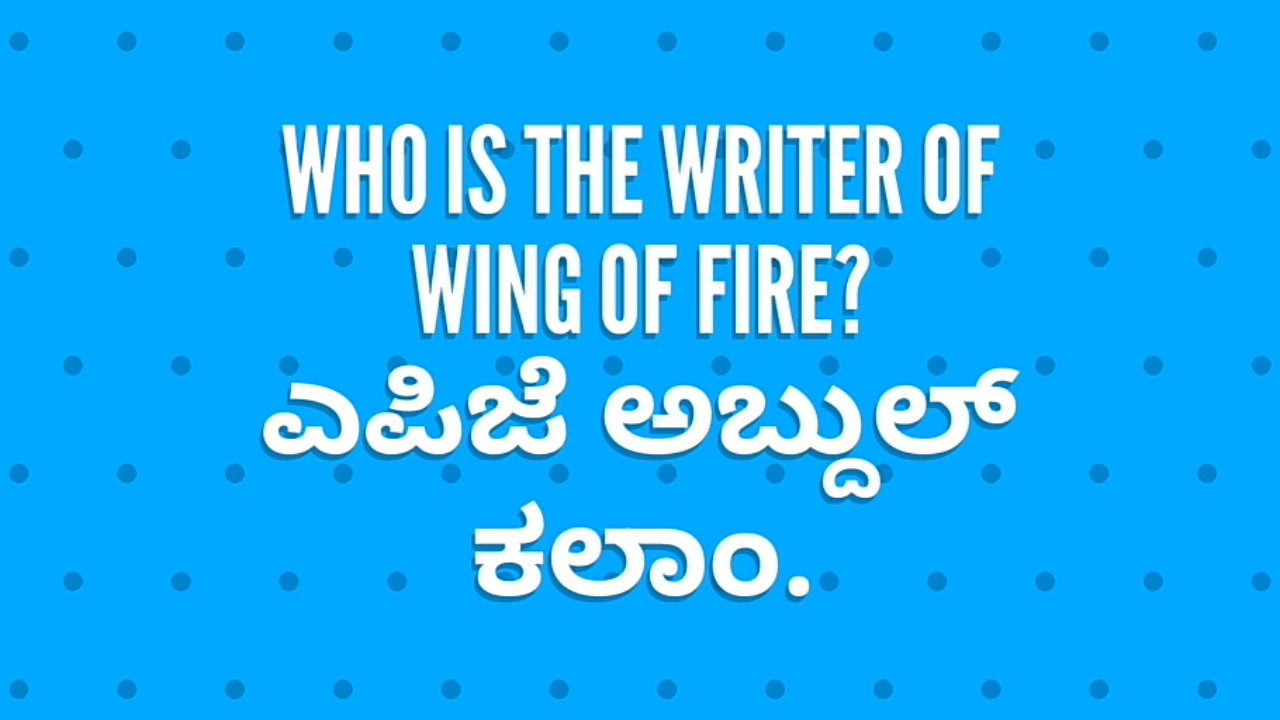 WHO IS THE WRITER OF
WING OF FIRE?
ಎಪಿಜೆ ಅಬ್ದುಲ್
ಕಲಾಂ.